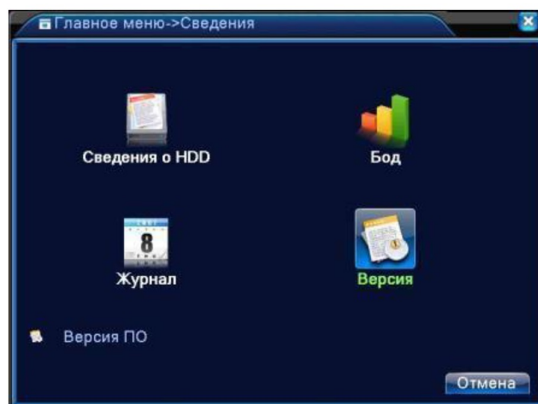 Главное меню->Сведения
Сведения о HDD
Бод
8
Журнал
Версия
Версия ПО
Отмена